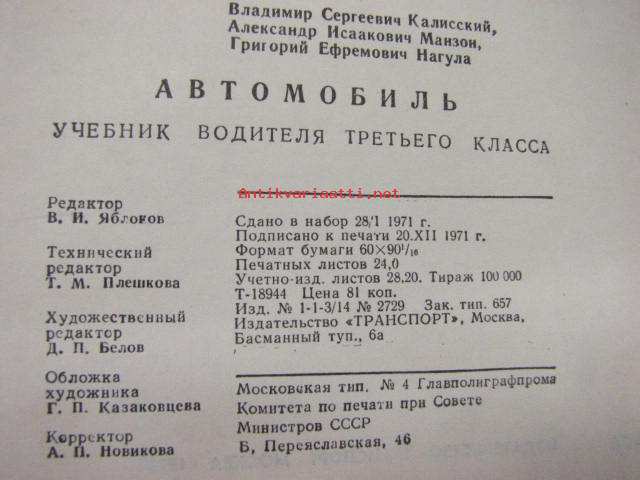 Владимир Сергеевич Калисский,
Александр Исаакович Манзон,
Григорий Ефремович Нагула
АВТОМОБИЛЬ
УЧЕБНИК ВОДИТЕЛЯ ТРЕТЬЕГО КЛАССА
Antikvariaatti.net
Редактор
В. И. Яблоков
Технический
редактор
Т. М. Плешкова
Художественный
редактор
Д. П. Белов
Обложка
художника
Г. П. Казаковцева
Корректор
А. П. Новикова
Сдано в набор 28/I 1971 г.
Подписано к печати 20.XII 1971 г.
Формат бумаги 60×90¹/₁₆
Печатных листов 24,0
Учетно-изд. листов 28,20. Тираж 100 000
Т-18944 Цена 81 коп.
Изд. № 1-1-3/14 № 2729 Зак. тип. 657
Издательство «ТРАНСПОРТ», Москва,
Басманный туп., 6а
Московская тип. № 4 Главполиграфпрома
Комитета по печати при Совете
Министров СССР
Б. Переяславская, 46